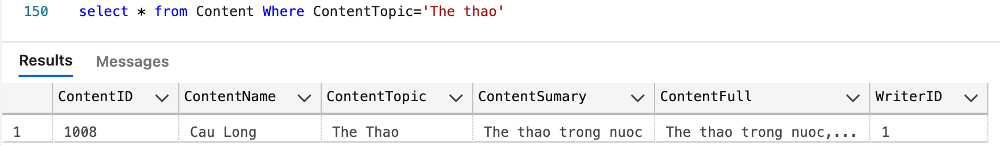 150 select * from Content Where ContentTopic='The thao'
Results Messages
ContentID ContentName ContentTopic ContentSumary ContentFull WriterID
1 1008 Cau Long The Thao The thao trong nuoc The thao trong nuoc,... 1